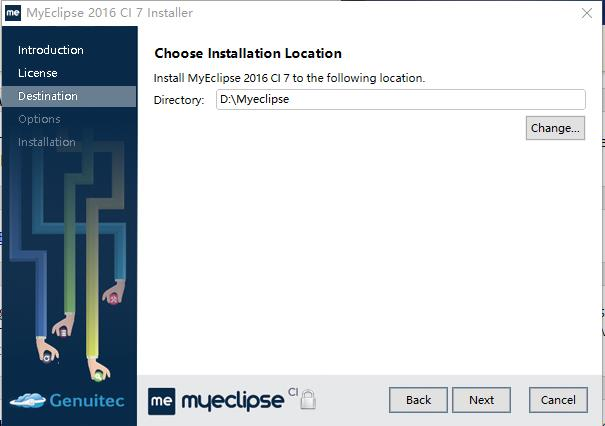 me MyEclipse 2016 CI 7 Installer
Introduction
License
Destination
Options
Installation
Choose Installation Location
Install MyEclipse 2016 CI 7 to the following location.
Directory: D:\Myeclipse
Change...
Genuitec
me myeclipse CI
Back Next Cancel